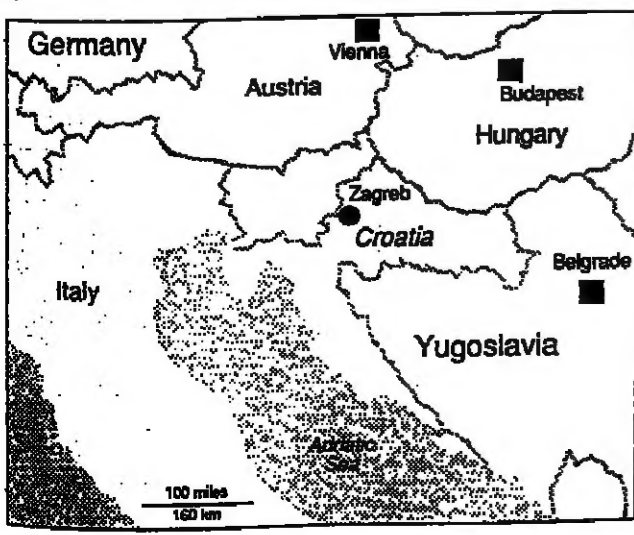 Germany
Vienna
Austria
Budapest
Hungary
Zagreb
Croatia
Belgrade
Italy
Yugoslavia
Adriatic
Sea
100 miles
160 km